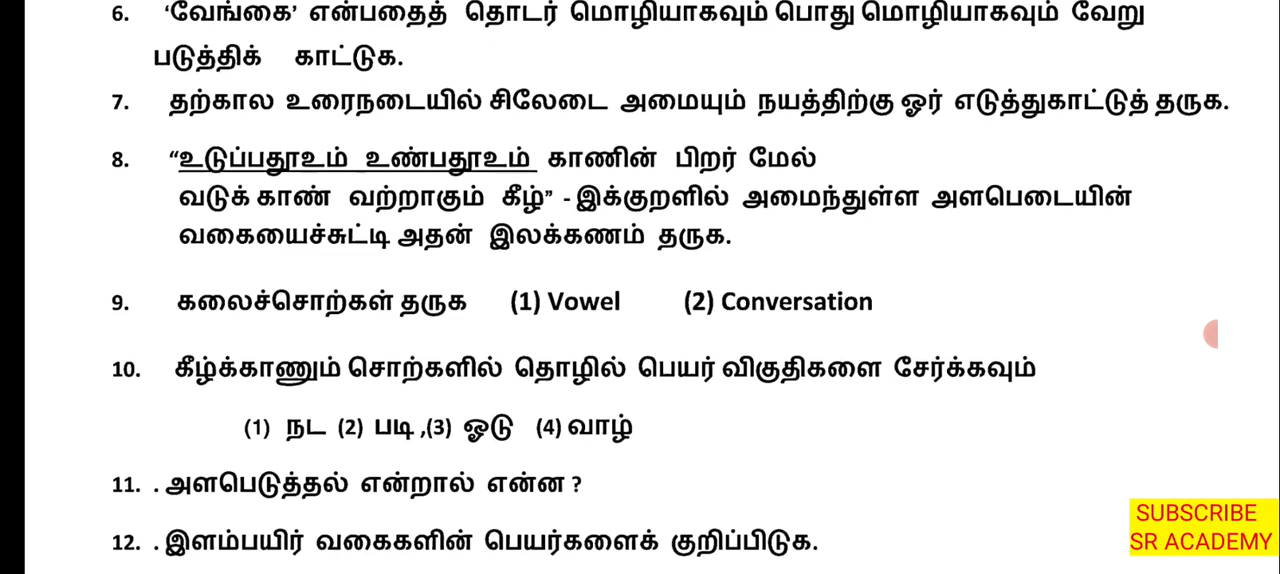 6. ‘வேங்கை’ என்பதைத் தொடர் மொழியாகவும் பொது மொழியாகவும் வேறு
படுத்திக் காட்டுக.
7. தற்கால உரைநடையில் சிலேடை அமையும் நயத்திற்கு ஓர் எடுத்துகாட்டுத் தருக.
8. “உடுப்பதூஉம் உண்பதூஉம் காணின் பிறர் மேல்
வடுக் காண் வற்றாகும் கீழ்” - இக்குறளில் அமைந்துள்ள அளபெடையின்
வகையைச்சுட்டி அதன் இலக்கணம் தருக.
9. கலைச்சொற்கள் தருக (1) Vowel (2) Conversation
10. கீழ்க்காணும் சொற்களில் தொழில் பெயர் விகுதிகளை சேர்க்கவும்
(1) நட (2) படி ,(3) ஓடு (4) வாழ்
11. . அளபெடுத்தல் என்றால் என்ன ?
12. . இளம்பயிர் வகைகளின் பெயர்களைக் குறிப்பிடுக.
SUBSCRIBE
SR ACADEMY